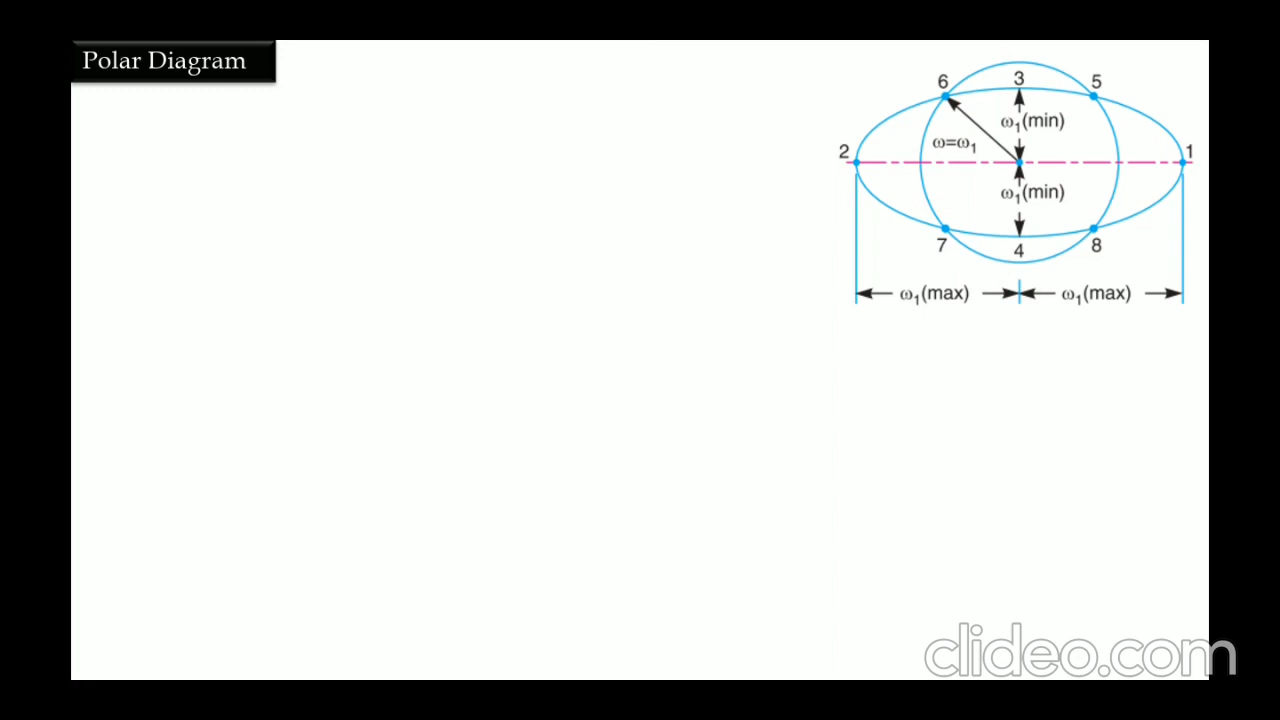 Polar Diagram
6 3 5
ω1(min)
ω=ω1
2 1
ω1(min)
7 4 8
ω1(max) ω1(max)
clideo.com